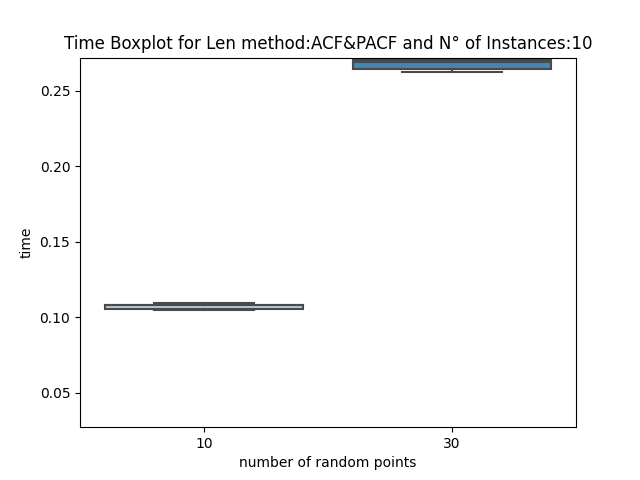 Time Boxplot for Len method:ACF&PACF and N° of Instances:10
0.25
0.20
0.15
0.10
0.05
time
10
30
number of random points